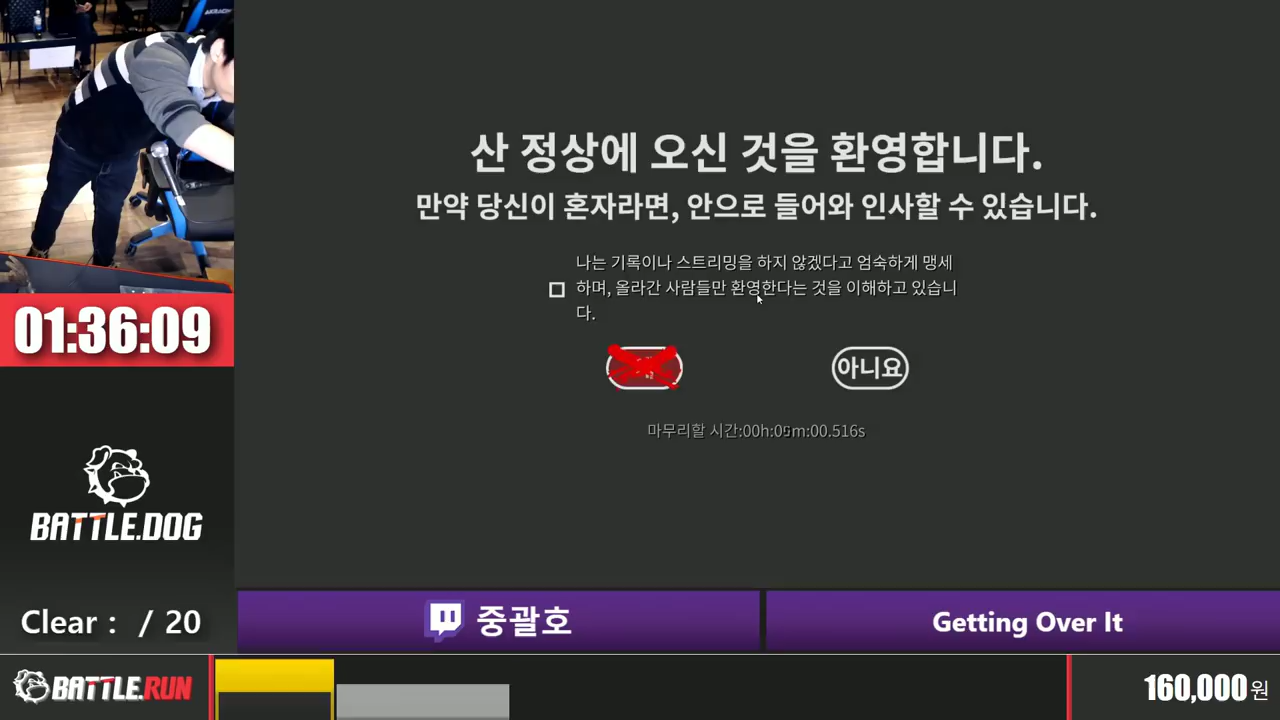 산 정상에 오신 것을 환영합니다.
만약 당신이 혼자라면, 안으로 들어와 인사할 수 있습니다.
나는 기록이나 스트리밍을 하지 않겠다고 엄숙하게 맹세
하며, 올라간 사람들만 환영한다는 것을 이해하고 있습니
다.
아니요
마무리할 시간:00h:05m:00.516s
01:36:09
BATTLE.DOG
Clear : / 20
중괄호
Getting Over It
BATTLE.RUN
160,000원